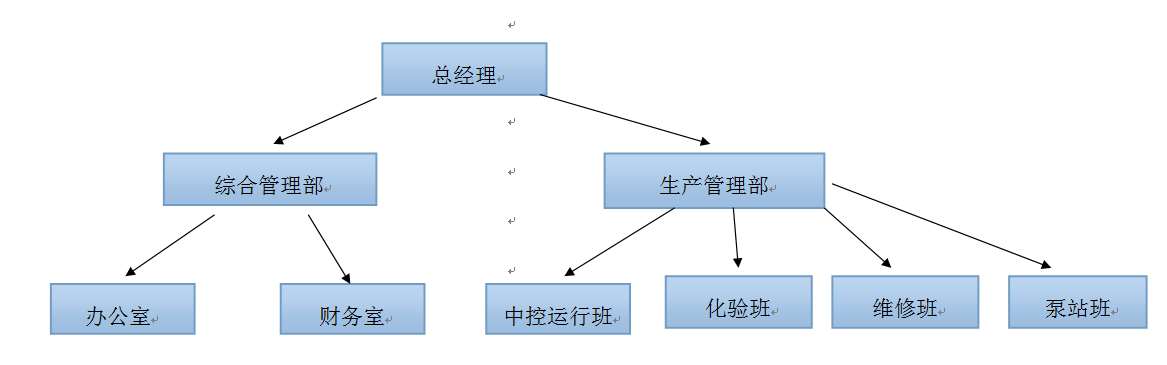 总经理
综合管理部
生产管理部
办公室
财务室
中控运行班
化验班
维修班
泵站班